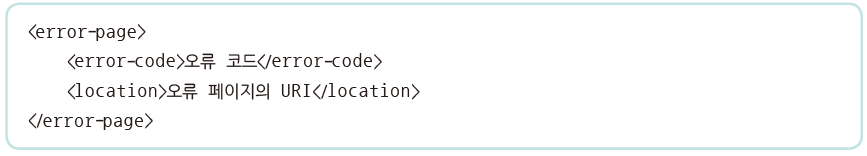 <error-page>
<error-code>오류 코드</error-code>
<location>오류 페이지의 URI</location>
</error-page>